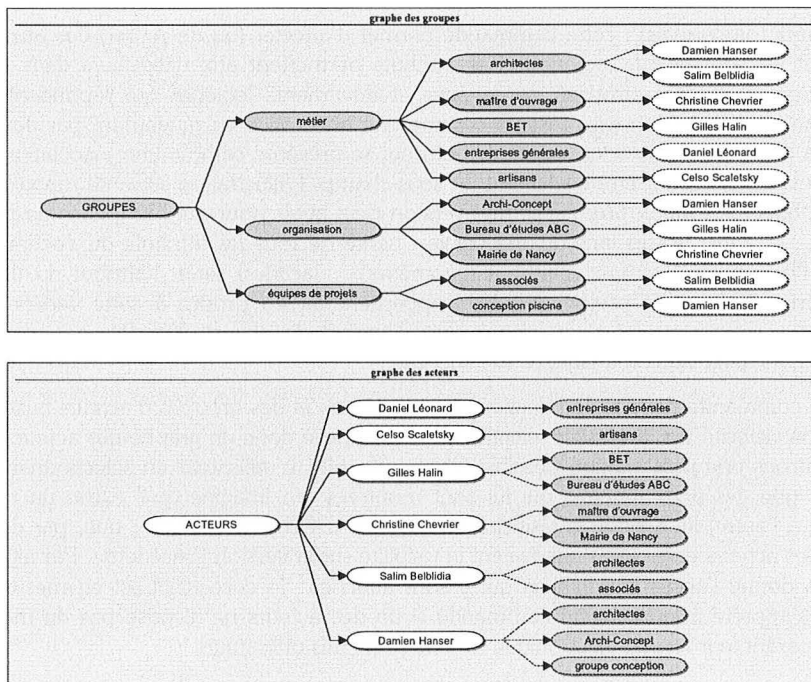 graphe des groupes
Damien Hanser
architectes
Salim Belblidia
maître d'ouvrage
Christine Chevrier
métier
BET
Gilles Halin
entreprises générales
Daniel Léonard
artisans
Celso Scaletsky
GROUPES
Archi-Concept
Damien Hanser
organisation
Bureau d'études ABC
Gilles Halin
Mairie de Nancy
Christine Chevrier
équipes de projets
associés
Salim Belblidia
conception piscine
Damien Hanser
graphe des acteurs
Daniel Léonard
entreprises générales
Celso Scaletsky
artisans
Gilles Halin
BET
Bureau d'études ABC
ACTEURS
Christine Chevrier
maître d'ouvrage
Mairie de Nancy
Salim Belblidia
architectes
associés
Damien Hanser
architectes
Archi-Concept
groupe conception